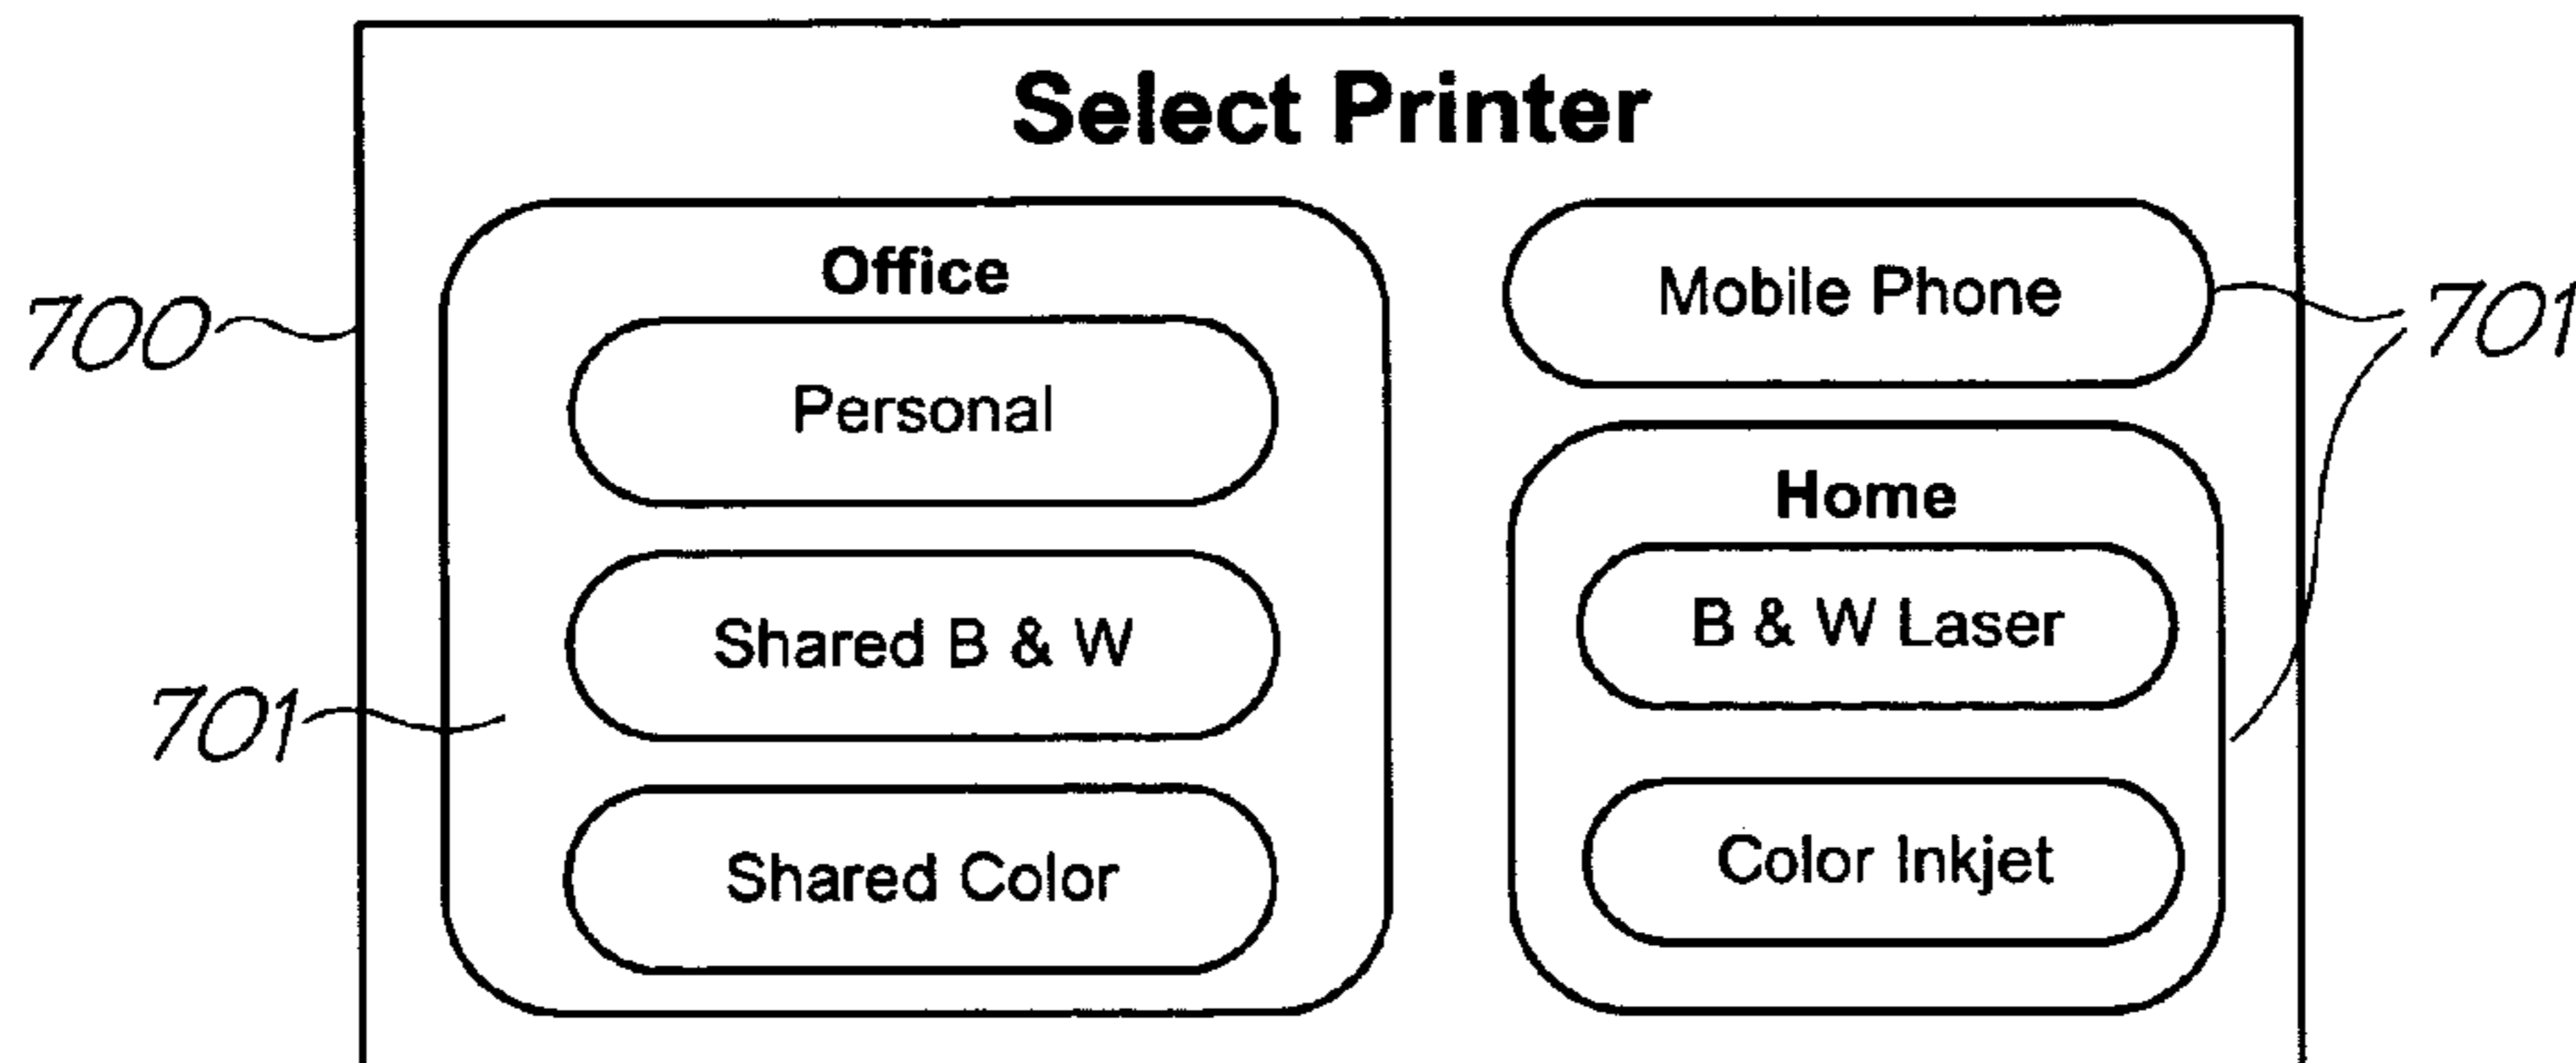 Select Printer
Office
Mobile Phone
700
701
Personal
Home
B & W Laser
Shared B & W
701
Color Inkjet
Shared Color